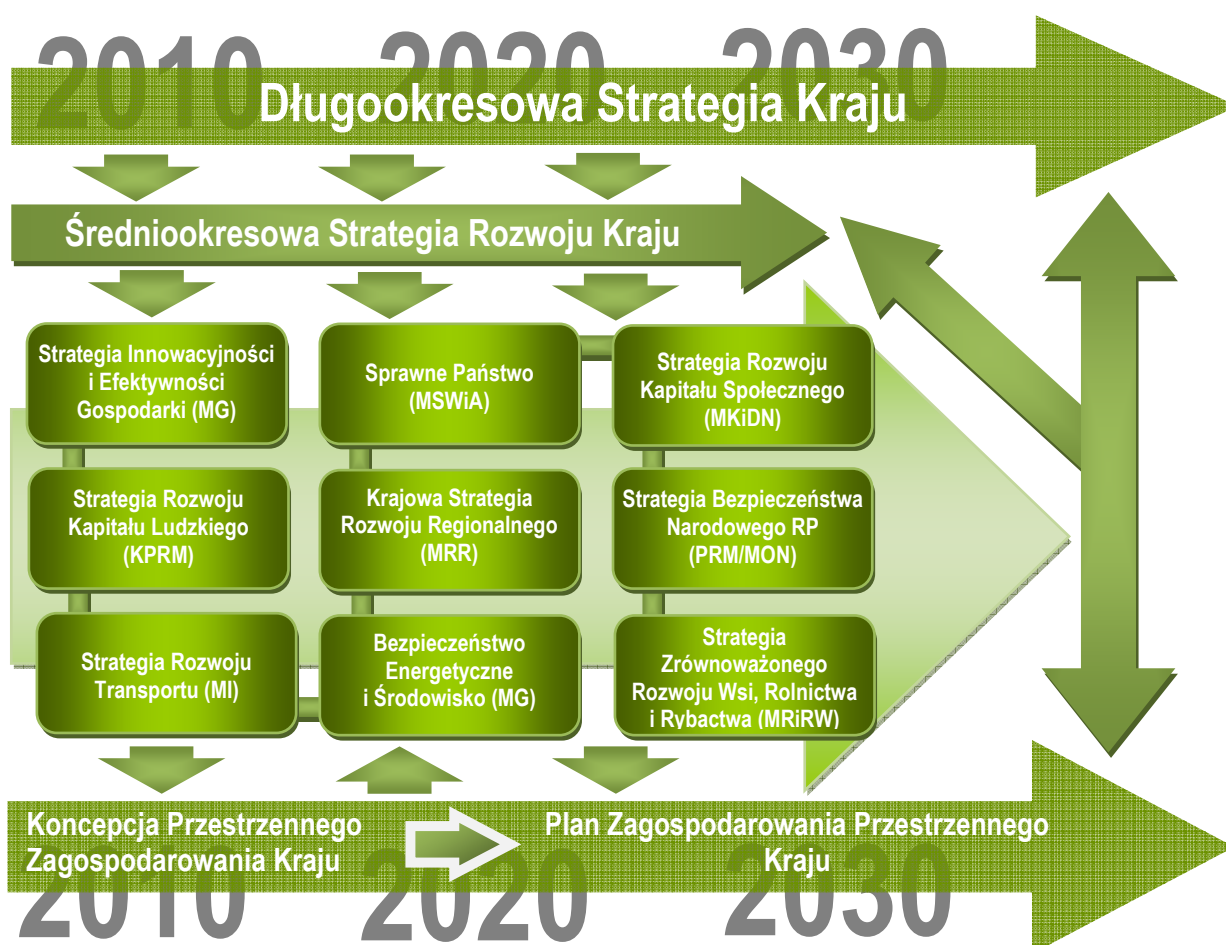 2010 2020 2030
Długookresowa Strategia Kraju
Średniookresowa Strategia Rozwoju Kraju
Strategia Innowacyjności
i Efektywności
Gospodarki (MG)
Sprawne Państwo
(MSWiA)
Strategia Rozwoju
Kapitału Społecznego
(MKiDN)
Strategia Rozwoju
Kapitału Ludzkiego
(KPRM)
Krajowa Strategia
Rozwoju Regionalnego
(MRR)
Strategia Bezpieczeństwa
Narodowego RP
(PRM/MON)
Strategia Rozwoju
Transportu (MI)
Bezpieczeństwo
Energetyczne
i Środowisko (MG)
Strategia
Zrównoważonego
Rozwoju Wsi, Rolnictwa
i Rybactwa (MRiRW)
Koncepcja Przestrzennego
Zagospodarowania Kraju
Plan Zagospodarowania Przestrzennego
Kraju
2010 2020 2030